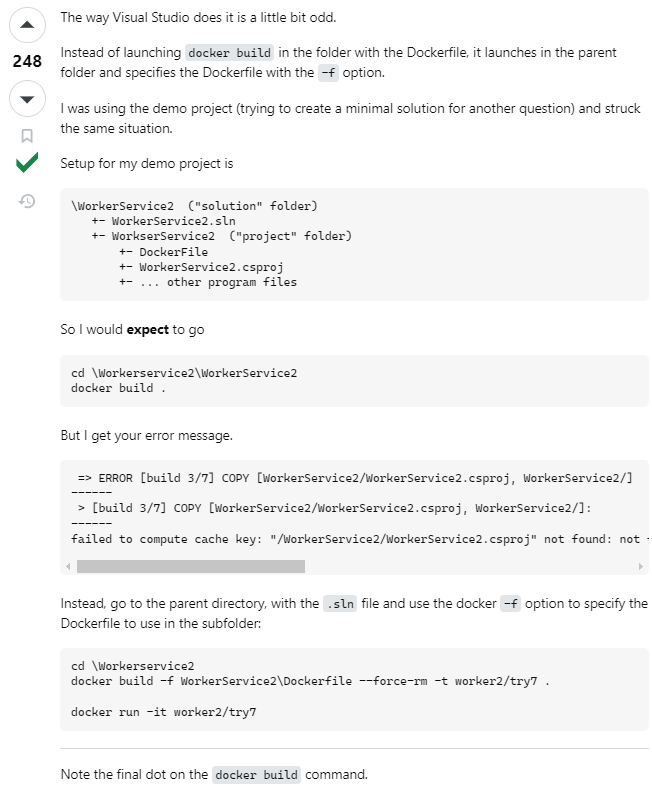 The way Visual Studio does it is a little bit odd.
248
Instead of launching docker build in the folder with the Dockerfile, it launches in the parent
folder and specifies the Dockerfile with the -f option.
I was using the demo project (trying to create a minimal solution for another question) and struck
the same situation.
Setup for my demo project is
\WorkerService2  ("solution" folder)
   +- WorkerService2.sln
   +- WorkserService2  ("project" folder)
       +- DockerFile
       +- WorkerService2.csproj
       +- ... other program files
So I would expect to go
cd \Workerservice2\WorkerService2
docker build .
But I get your error message.
 => ERROR [build 3/7] COPY [WorkerService2/WorkerService2.csproj, WorkerService2/]
------
 > [build 3/7] COPY [WorkerService2/WorkerService2.csproj, WorkerService2/]:
------
failed to compute cache key: "/WorkerService2/WorkerService2.csproj" not found: not
Instead, go to the parent directory, with the .sln file and use the docker -f option to specify the
Dockerfile to use in the subfolder:
cd \Workerservice2
docker build -f WorkerService2\Dockerfile --force-rm -t worker2/try7 .
docker run -it worker2/try7
Note the final dot on the docker build command.